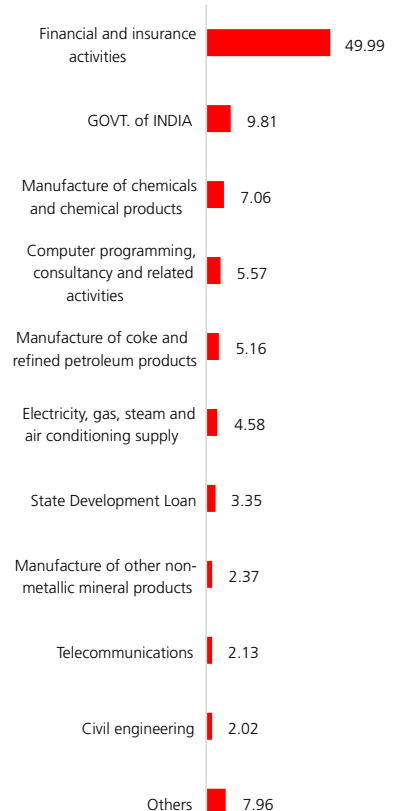 Financial and insurance
activities
49.99
GOVT. of INDIA
9.81
Manufacture of chemicals
and chemical products
7.06
Computer programming,
consultancy and related
activities
5.57
Manufacture of coke and
refined petroleum products
5.16
Electricity, gas, steam and
air conditioning supply
4.58
State Development Loan
3.35
Manufacture of other non-
metallic mineral products
2.37
Telecommunications
2.13
Civil engineering
2.02
Others
7.96